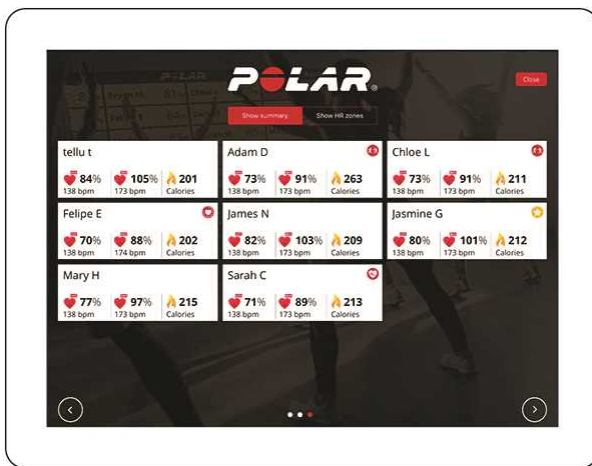 POLAR®
Close
Show summary
Show HR zones
tellu t
84% 105% 201
138 bpm 173 bpm Calories
Adam D
73% 91% 263
138 bpm 173 bpm Calories
Chloe L
73% 91% 211
138 bpm 173 bpm Calories
Felipe E
70% 88% 202
138 bpm 174 bpm Calories
James N
82% 103% 209
138 bpm 173 bpm Calories
Jasmine G
80% 101% 212
138 bpm 173 bpm Calories
Mary H
77% 97% 215
138 bpm 173 bpm Calories
Sarah C
71% 89% 213
138 bpm 173 bpm Calories